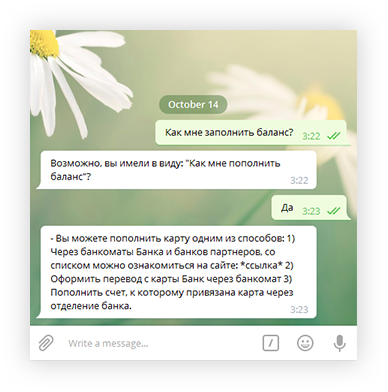 October 14
Как мне заполнить баланс?
3:22
Возможно, вы имели в виду: "Как мне пополнить
баланс"?
3:22
Да
3:23
- Вы можете пополнить карту одним из способов: 1)
Через банкоматы Банка и банков партнеров, со
списком можно ознакомиться на сайте: *ссылка* 2)
Оформить перевод с карты Банк через банкомат 3)
Пополнить счет, к которому привязана карта через
отделение банка.
3:23
Write a message...